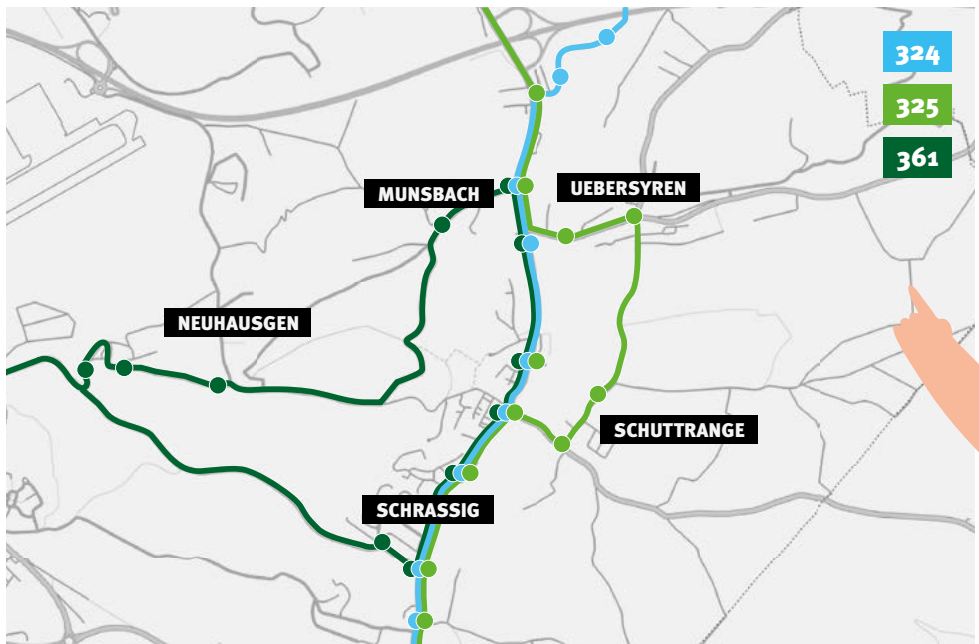 324
325
361
MUNSBACH
UEBERSYREN
NEUHAUSGEN
SCHUTTRANGE
SCHRASSIG